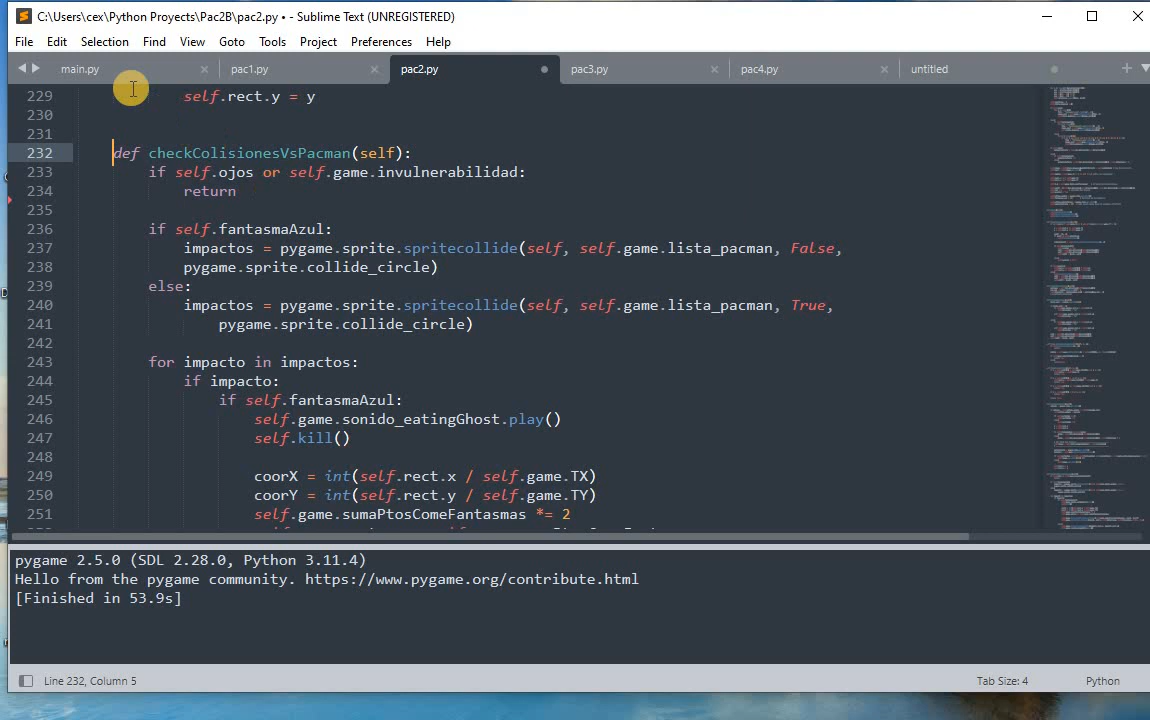 C:\Users\cex\Python Proyects\Pac2B\pac2.py • - Sublime Text (UNREGISTERED)
File Edit Selection Find View Goto Tools Project Preferences Help
main.py pac1.py pac2.py pac3.py pac4.py untitled
229 self.rect.y = y
230
231
232 def checkColisionesVsPacman(self):
233 if self.ojos or self.game.invulnerabilidad:
234 return
235
236 if self.fantasmaAzul:
237 impactos = pygame.sprite.spritecollide(self, self.game.lista_pacman, False,
238 pygame.sprite.collide_circle)
239 else:
240 impactos = pygame.sprite.spritecollide(self, self.game.lista_pacman, True,
241 pygame.sprite.collide_circle)
242
243 for impacto in impactos:
244 if impacto:
245 if self.fantasmaAzul:
246 self.game.sonido_eatingGhost.play()
247 self.kill()
248
249 coorX = int(self.rect.x / self.game.TX)
250 coorY = int(self.rect.y / self.game.TY)
251 self.game.sumaPtosComeFantasmas *= 2
pygame 2.5.0 (SDL 2.28.0, Python 3.11.4)
Hello from the pygame community. https://www.pygame.org/contribute.html
[Finished in 53.9s]
Line 232, Column 5 Tab Size: 4 Python